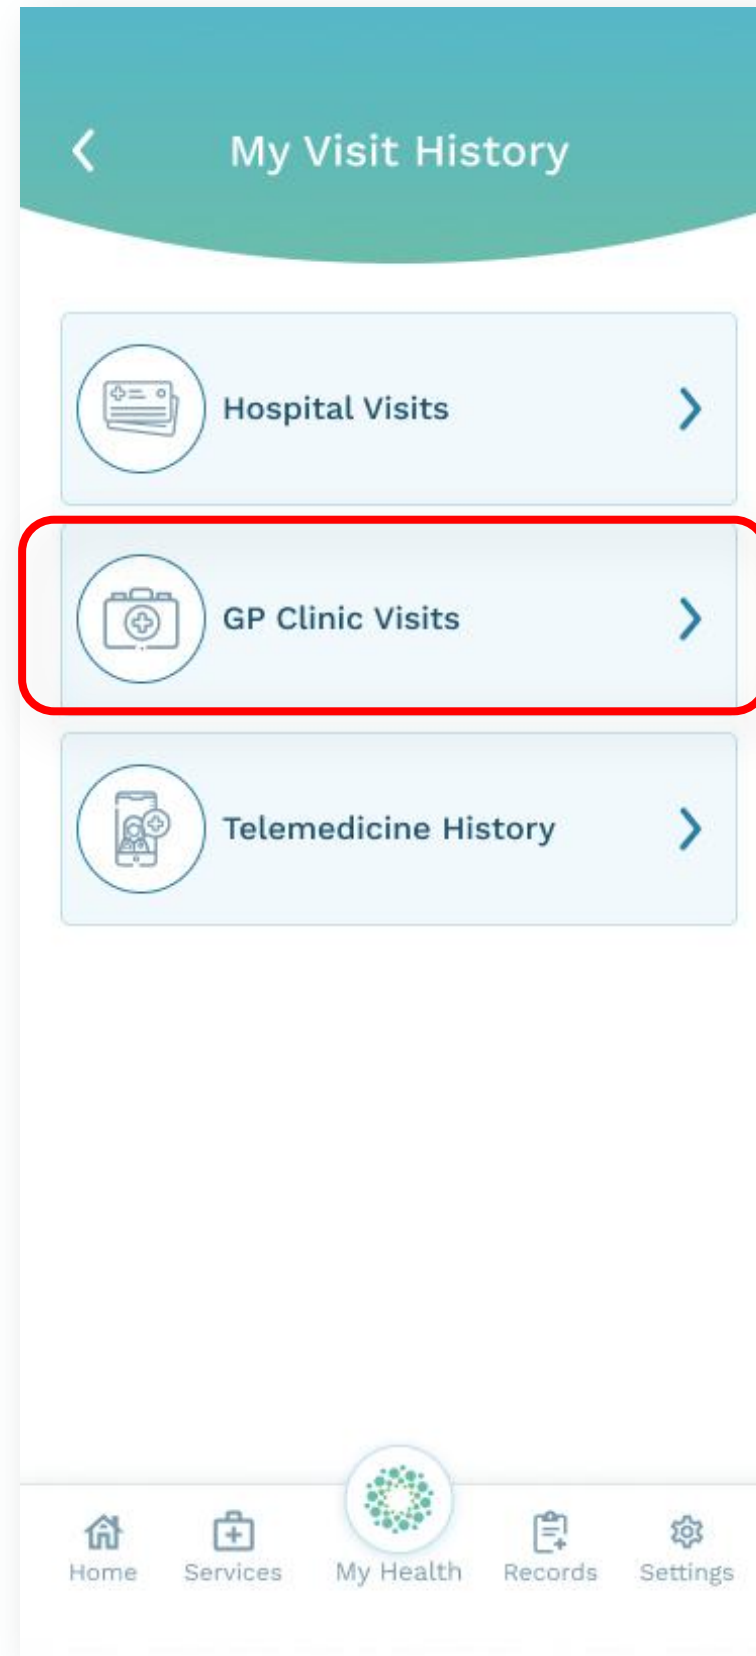 My Visit History
Hospital Visits
GP Clinic Visits
Telemedicine History
Home
Services
My Health
Records
Settings